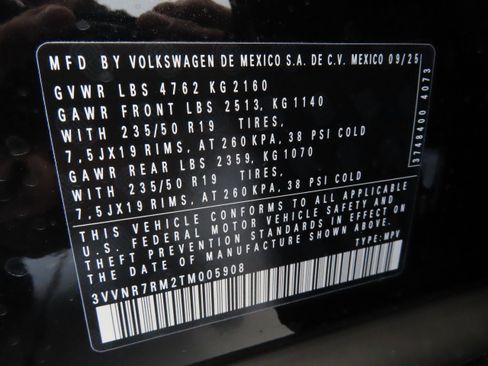 MFD BY VOLKSWAGEN DE MEXICO S.A. DE C.V. MEXICO 09/25
GVWR LBS 4762 KG 2160
GAWR FRONT LBS 2513, KG 1140
WITH 235/50 R19 TIRES,
7,5JX19 RIMS, AT 260 KPA, 38 PSI COLD
GAWR REAR LBS 2359, KG 1070
WITH 235/50 R19 TIRES,
7,5JX19 RIMS, AT 260 KPA, 38 PSI COLD
THIS VEHICLE CONFORMS TO ALL APPLICABLE
U.S. FEDERAL MOTOR VEHICLE SAFETY AND
THEFT PREVENTION STANDARDS IN EFFECT ON
THE DATE OF MANUFACTURE SHOWN ABOVE.
3VVNR7RM2TM005908 TYPE: MPV
3748400 4073